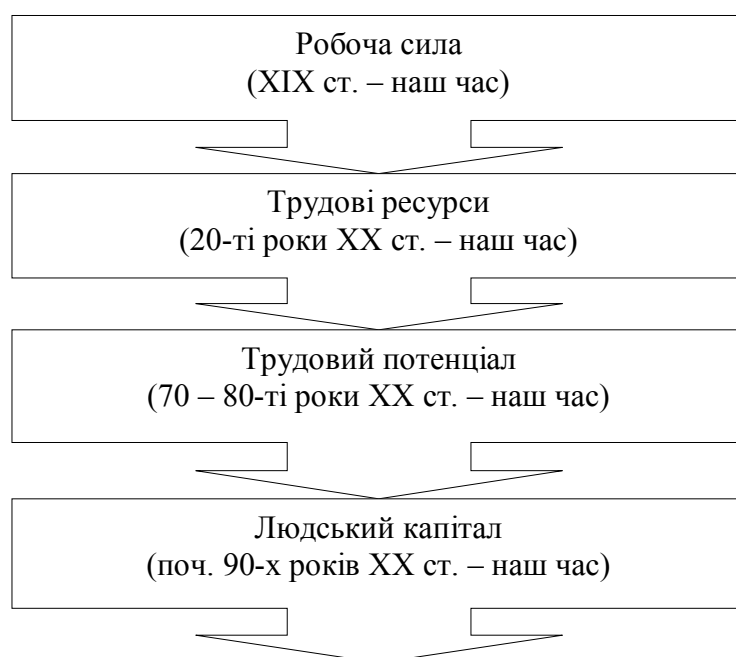 Робоча сила
(XIX ст. – наш час)
Трудові ресурси
(20-ті роки XX ст. – наш час)
Трудовий потенціал
(70 – 80-ті роки XX ст. – наш час)
Людський капітал
(поч. 90-х років XX ст. – наш час)